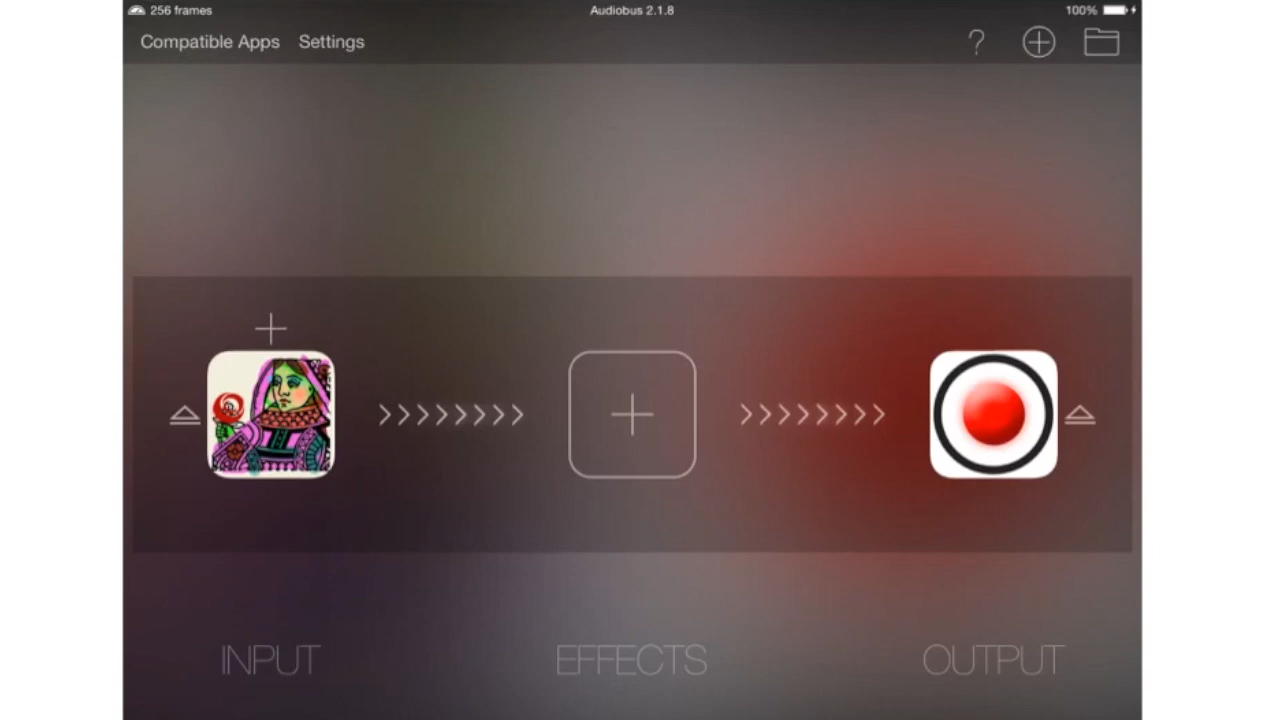 256 frames
Audiobus 2.1.8
100%
Compatible Apps Settings
?
INPUT
EFFECTS
OUTPUT